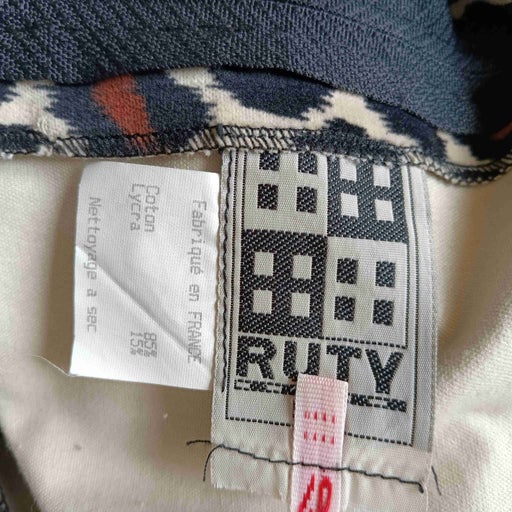 Fabriqué en FRANCE
Coton 85%
Lycra 15%
Nettoyage a sec
RUTY